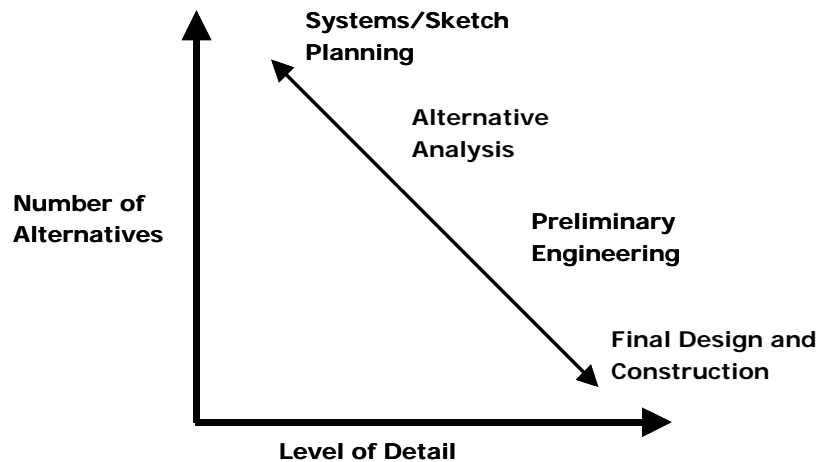 Systems/Sketch
Planning
Alternative
Analysis
Number of
Alternatives
Preliminary
Engineering
Final Design and
Construction
Level of Detail